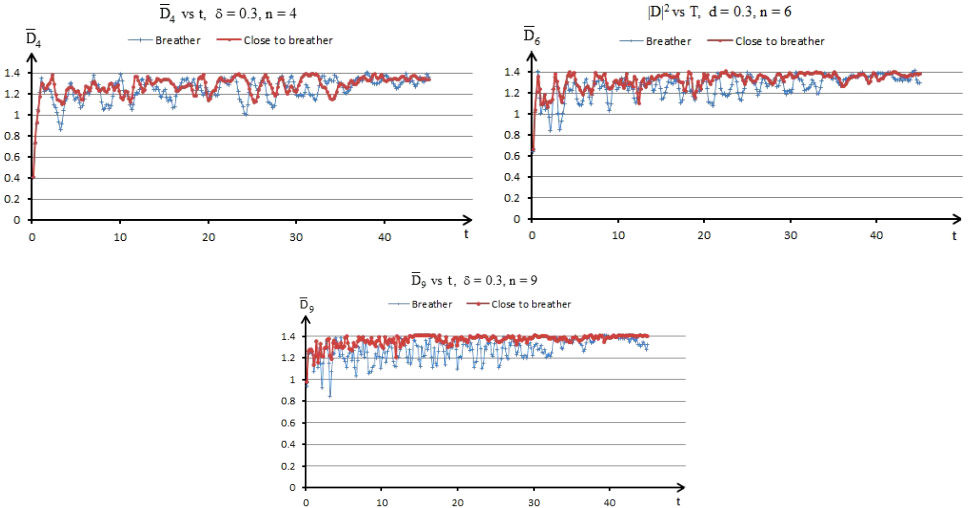 D̅₄ vs t, δ = 0.3, n = 4
D̅₄
Breather
Close to breather
1.4
1.2
1
0.8
0.6
0.4
0.2
0
0
10
20
30
40
t
|D|² vs T, d = 0.3, n = 6
D̅₆
Breather
Close to breather
1.4
1.2
1
0.8
0.6
0.4
0.2
0
0
10
20
30
40
t
D̅₉ vs t, δ = 0.3, n = 9
D̅₉
Breather
Close to breather
1.4
1.2
1
0.8
0.6
0.4
0.2
0
0
10
20
30
40
t